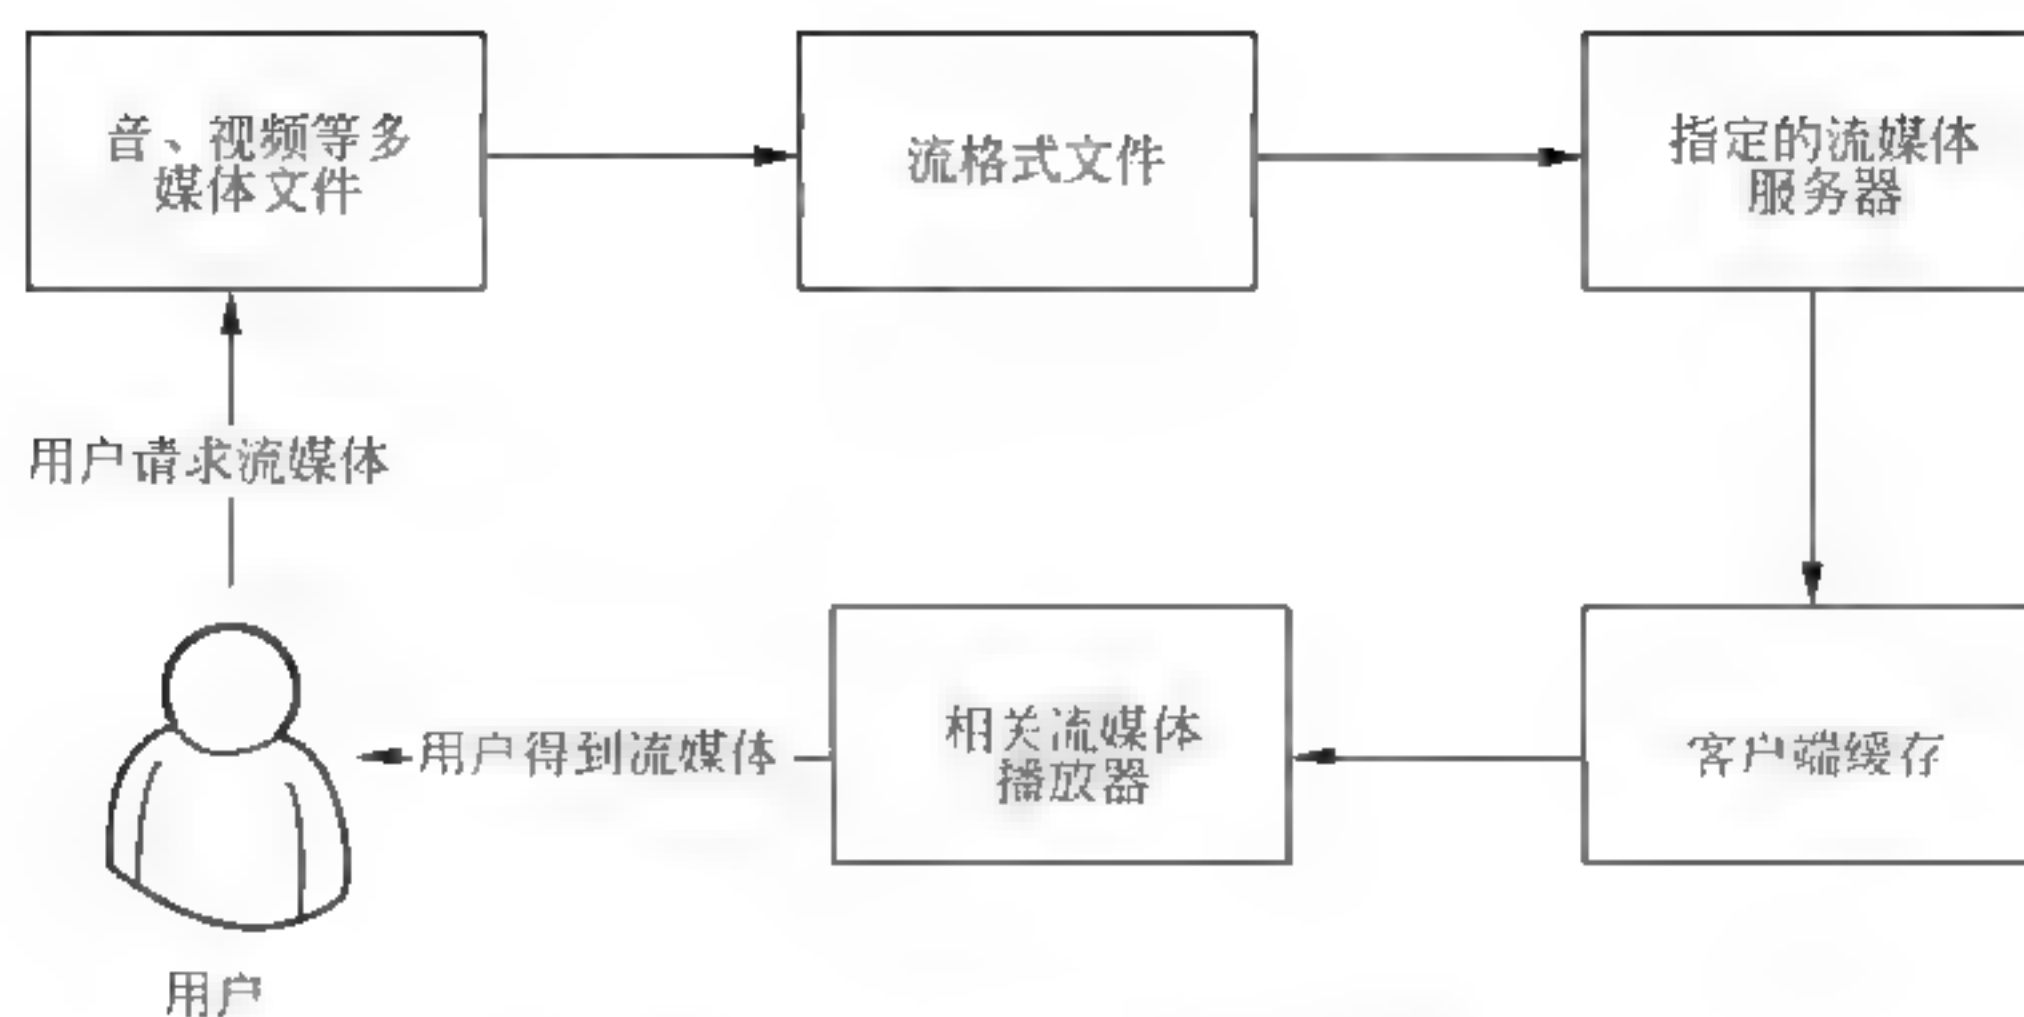 音、视频等多
媒体文件
流格式文件
指定的流媒体
服务器
用户请求流媒体
用户得到流媒体
相关流媒体
播放器
客户端缓存
用户